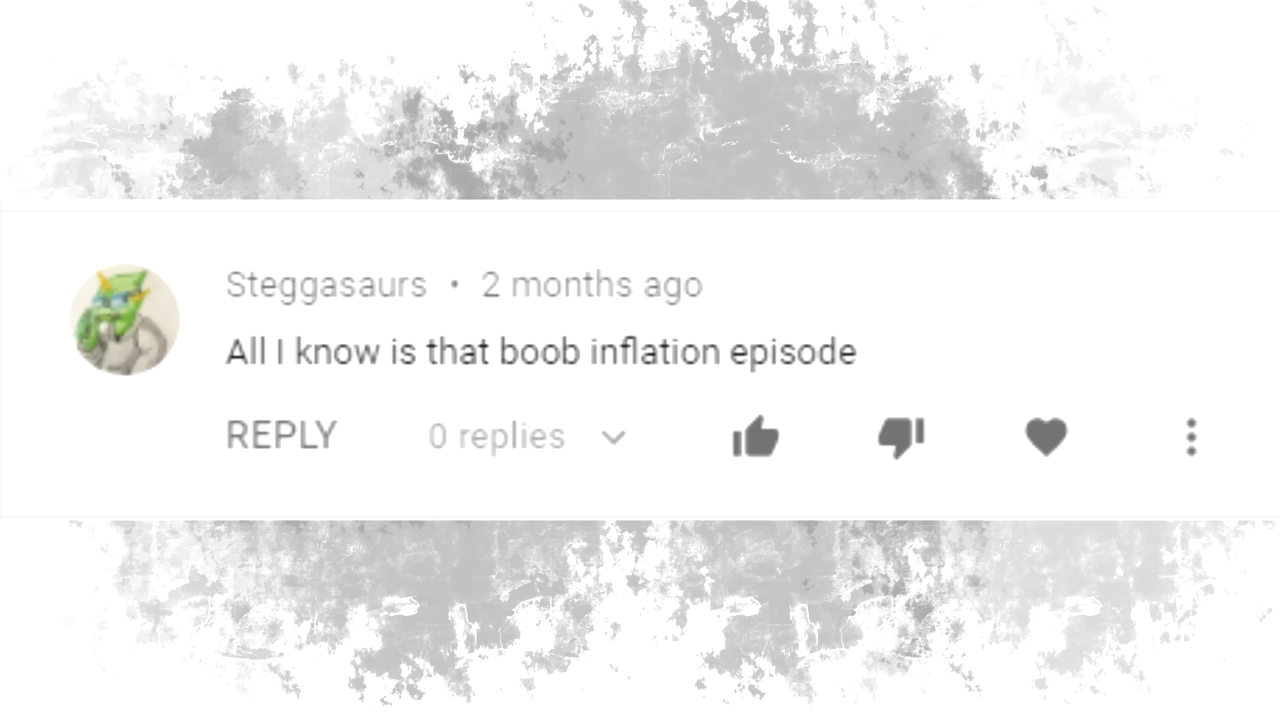 Steggasaurs • 2 months ago
All I know is that boob inflation episode
REPLY 0 replies